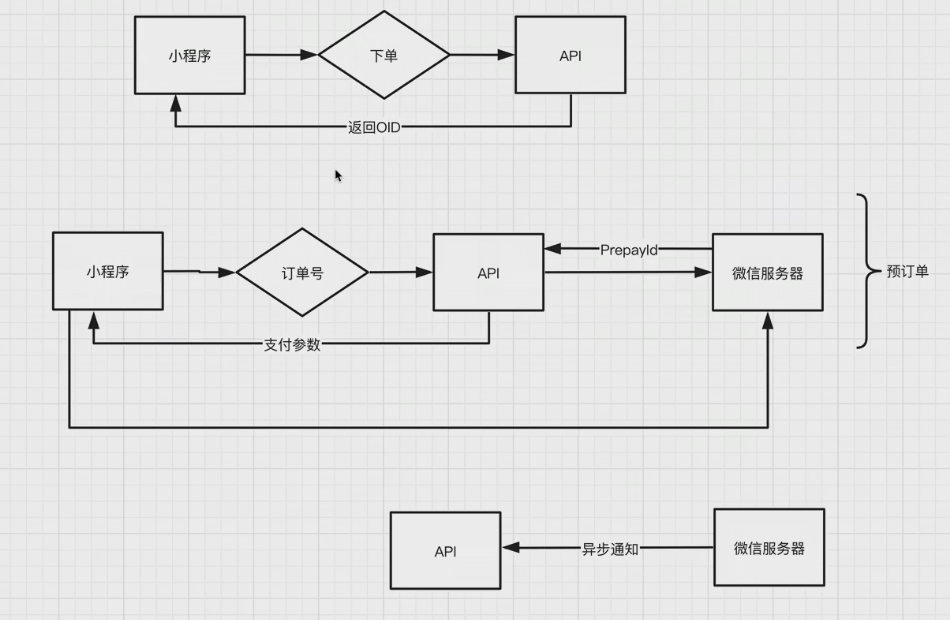 小程序
下单
API
返回OID
小程序
订单号
API
PrepayId
微信服务器
预订单
支付参数
API
异步通知
微信服务器